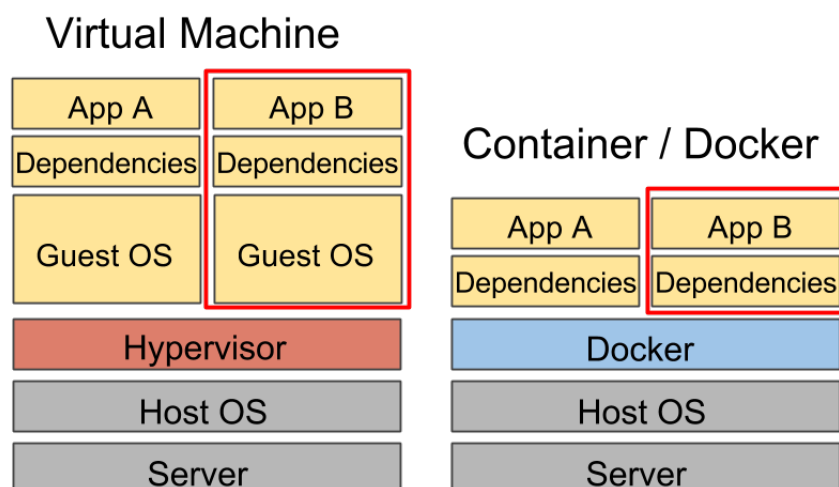 Virtual Machine
App A
App B
Dependencies
Dependencies
Guest OS
Guest OS
Hypervisor
Host OS
Server
Container / Docker
App A
App B
Dependencies
Dependencies
Docker
Host OS
Server